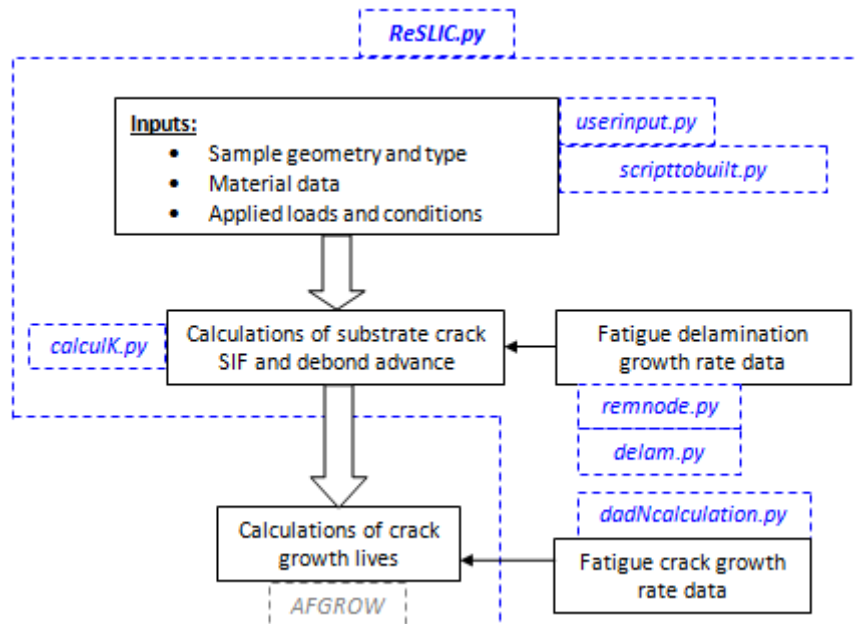 ReSLIC.py
Inputs:
• Sample geometry and type
• Material data
• Applied loads and conditions
userinput.py
scripttobuilt.py
calculK.py
Calculations of substrate crack
SIF and debond advance
Fatigue delamination
growth rate data
remnode.py
delam.py
dadNcalculation.py
Calculations of crack
growth lives
Fatigue crack growth
rate data
AFGROW